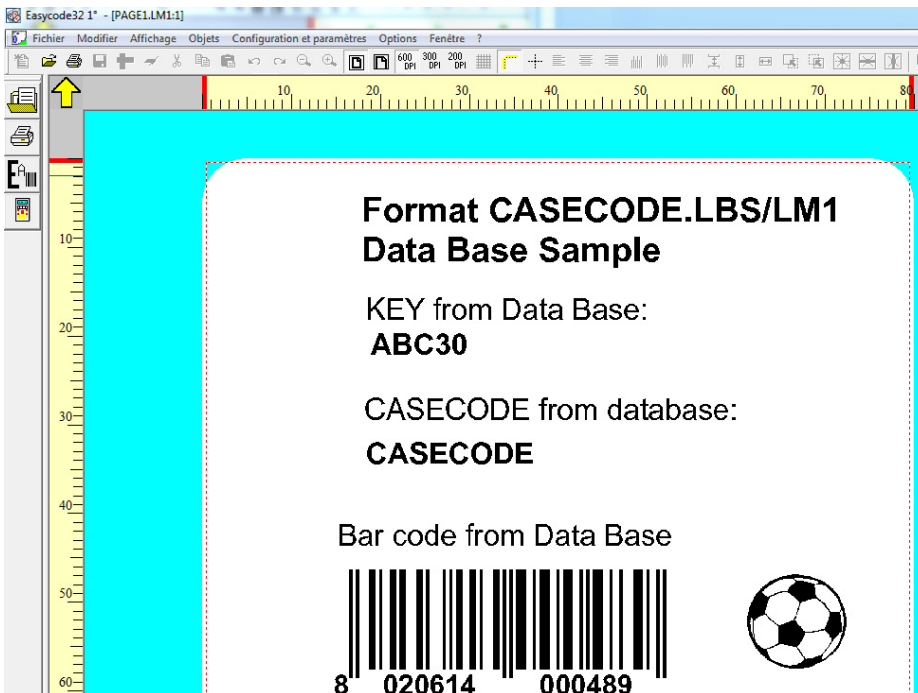 Easycode32 1° - [PAGE1.LM1:1]
Fichier Modifier Affichage Objets Configuration et paramètres Options Fenêtre ?
600 DPI 300 DPI 200 DPI
10 20 30 40 50 60 70 80
EA
10
20
30
40
50
60
Format CASECODE.LBS/LM1
Data Base Sample
KEY from Data Base:
ABC30
CASECODE from database:
CASECODE
Bar code from Data Base
8 020614 000489